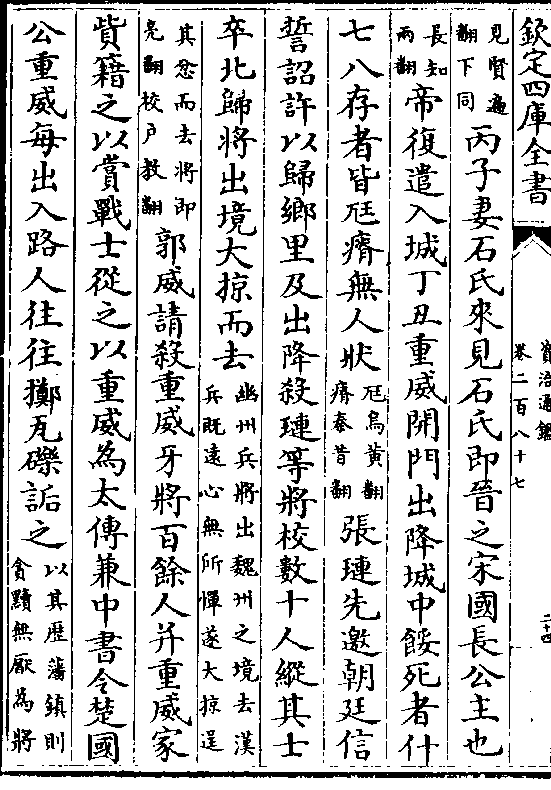 欽定四庫全書
資治通鑑
卷二百八十七
二十四
見賢遍翻下同丙子妻石氏來見石氏即晉之宋國長公主也
長知兩翻帝復遣入城丁丑重威開門出降城中餒死者什
七八存者皆尫瘠無人狀尫烏黃翻瘠秦昔翻張璉先邀朝廷信
誓詔許以歸鄉里及出降殺璉等將校數十人縱其士
卒北歸將出境大掠而去幽州兵將出魏州之境去漢兵既遠心無所憚遂大掠逞
其忿而去將即亮翻校戶教翻郭威請殺重威牙將百餘人并重威家
貲籍之以賞戰士從之以重威為太傅兼中書令楚國
公重威每出入路人往往擲瓦礫詬之以其歷藩鎮則貪黷無厭為將